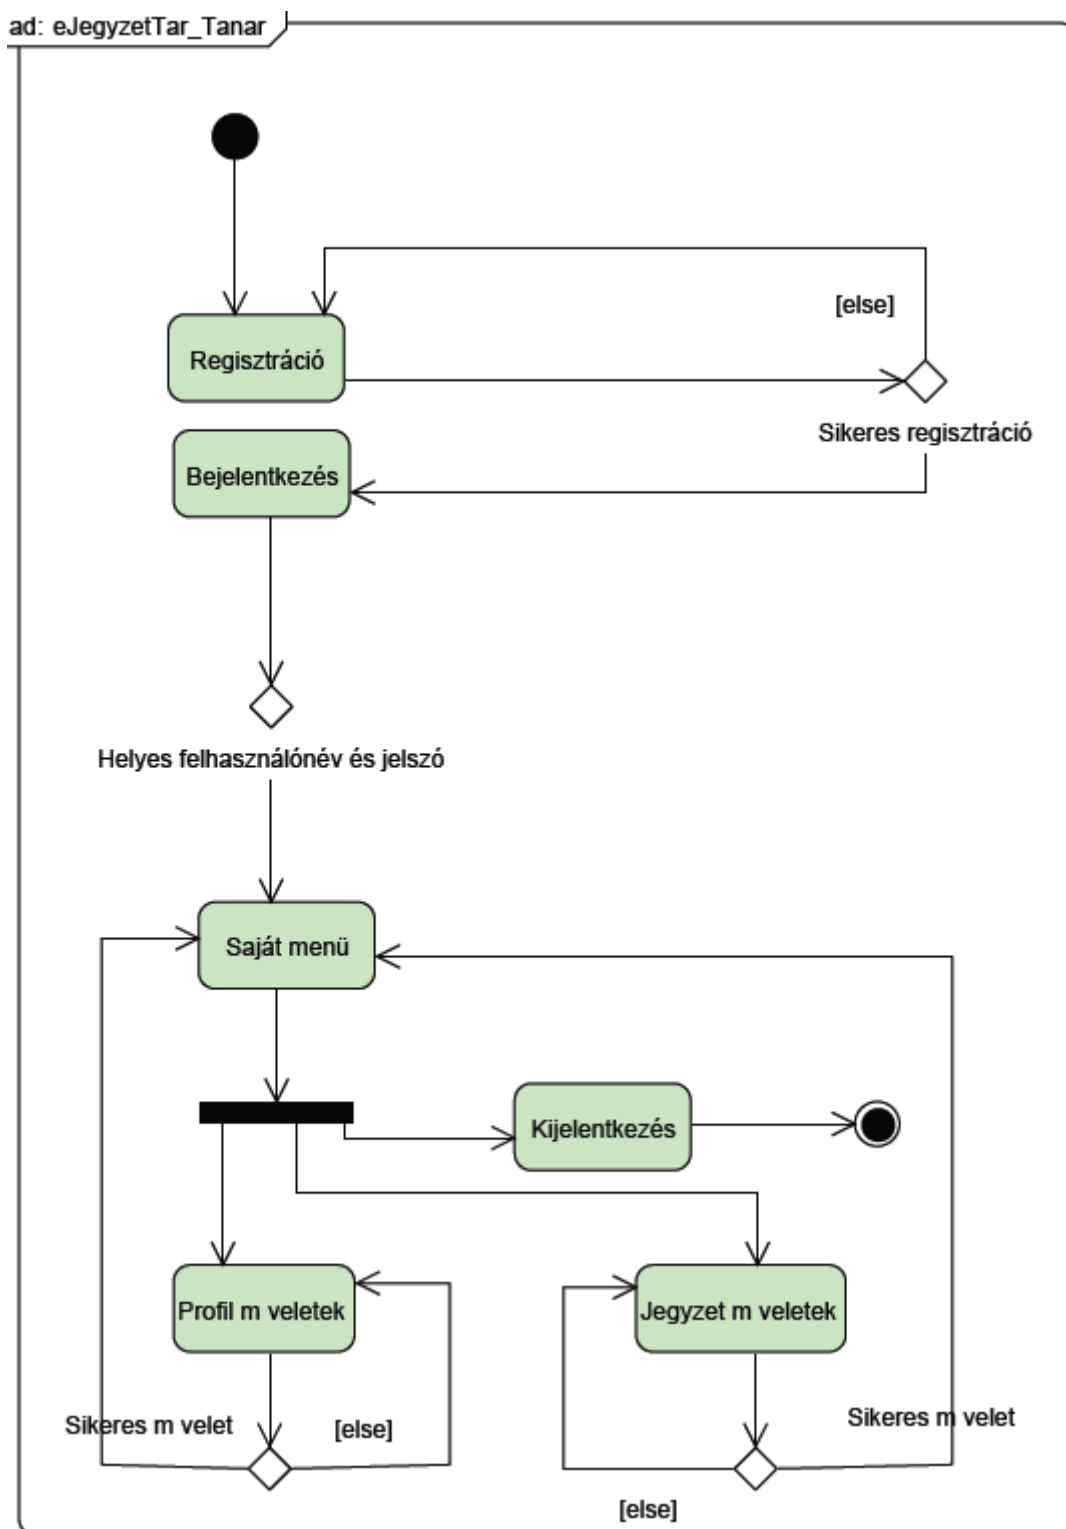 ad: eJegyzetTar_Tanar
[else]
Regisztráció
Sikeres regisztráció
Bejelentkezés
Helyes felhasználónév és jelszó
Saját menü
Kijelentkezés
Profil m veletek
Jegyzet m veletek
Sikeres m velet
[else]
Sikeres m velet
[else]